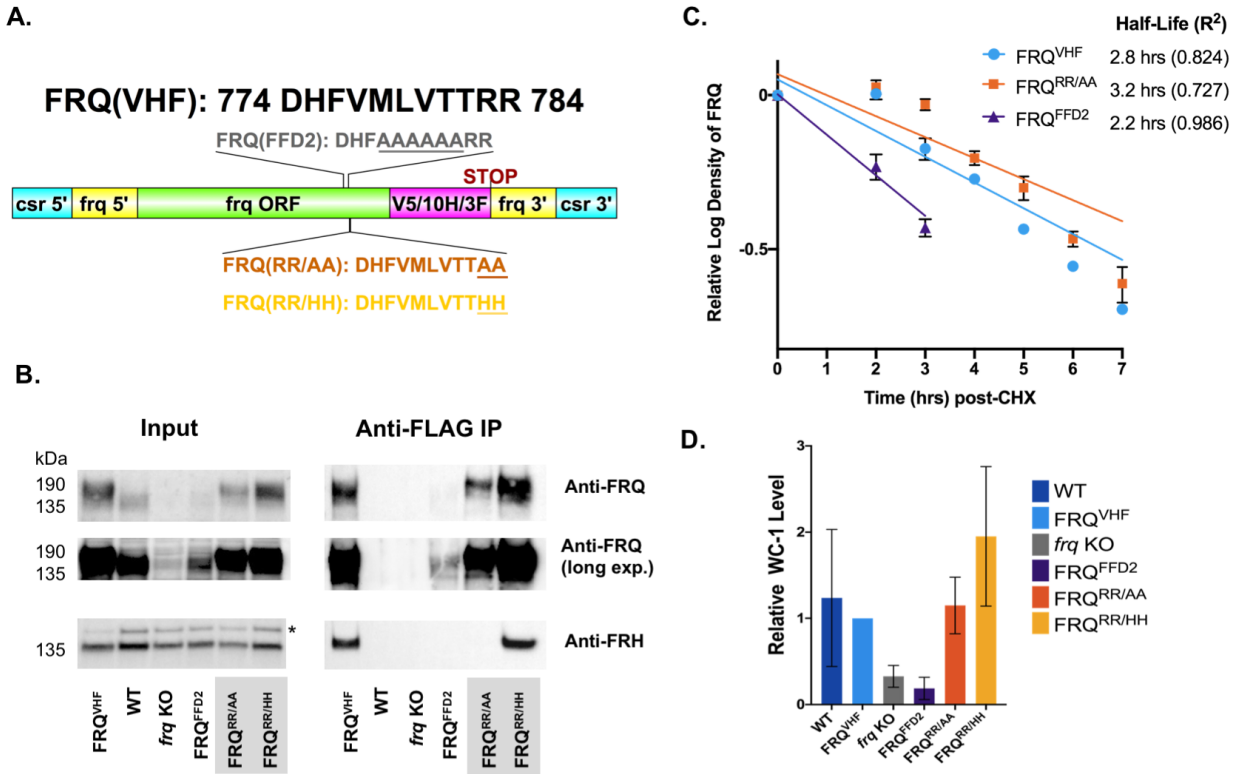 A.
FRQ(VHF): 774 DHFVMLVTTRR 784
FRQ(FFD2): DHFAAAAAARR
STOP
csr 5' frq 5' frq ORF V5/10H/3F frq 3' csr 3'
FRQ(RR/AA): DHFVMLVTTAA
FRQ(RR/HH): DHFVMLVTTHH
B.
Input Anti-FLAG IP
kDa
190
135
Anti-FRQ
190
135
Anti-FRQ
(long exp.)
*
135
Anti-FRH
FRQVHF
WT
frq KO
FRQFFD2
FRQRR/AA
FRQRR/HH
FRQVHF
WT
frq KO
FRQFFD2
FRQRR/AA
FRQRR/HH
C.
Half-Life (R2)
FRQVHF 2.8 hrs (0.824)
FRQRR/AA 3.2 hrs (0.727)
FRQFFD2 2.2 hrs (0.986)
Relative Log Density of FRQ
0
-0.5
0 1 2 3 4 5 6 7
Time (hrs) post-CHX
D.
Relative WC-1 Level
3
2
1
0
WT
FRQVHF
frq KO
FRQFFD2
FRQRR/AA
FRQRR/HH
WT
FRQVHF
frq KO
FRQFFD2
FRQRR/AA
FRQRR/HH